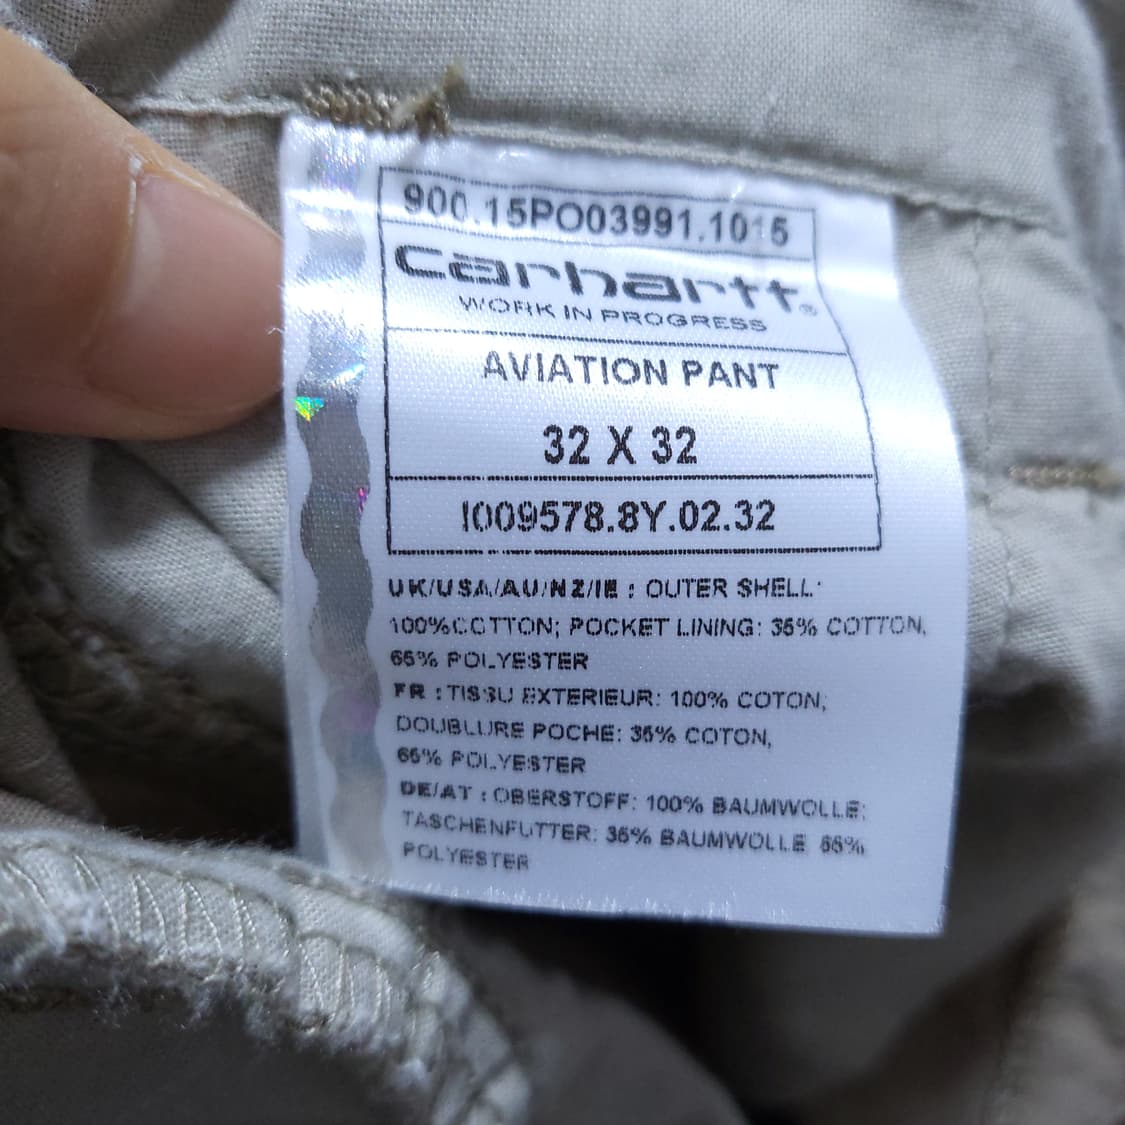 900.15PO03991.1015
Carhartt®
WORK IN PROGRESS
AVIATION PANT
32 X 32
I009578.8Y.02.32
UK/USA/AU/NZ/IE : OUTER SHELL:
100%COTTON; POCKET LINING: 35% COTTON,
65% POLYESTER
FR : TISSU EXTERIEUR: 100% COTON;
DOUBLURE POCHE: 35% COTON,
65% POLYESTER
DE/AT : OBERSTOFF: 100% BAUMWOLLE;
TASCHENFUTTER: 35% BAUMWOLLE 65%
POLYESTER